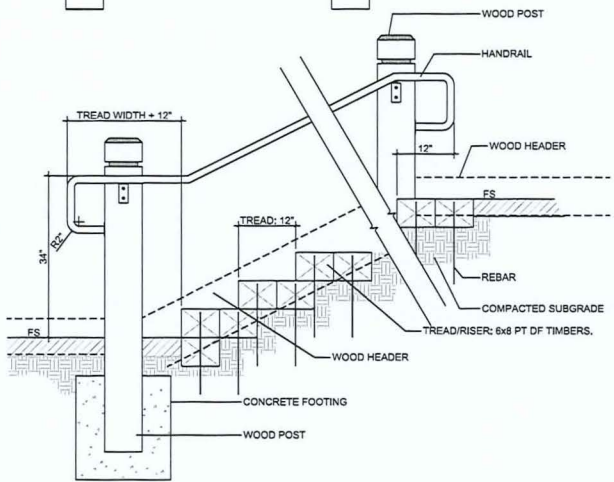 WOOD POST
HANDRAIL
TREAD WIDTH + 12"
12"
WOOD HEADER
FS
TREAD: 12"
R2"
34"
REBAR
COMPACTED SUBGRADE
TREAD/RISER: 6x8 PT DF TIMBERS.
FS
WOOD HEADER
CONCRETE FOOTING
WOOD POST